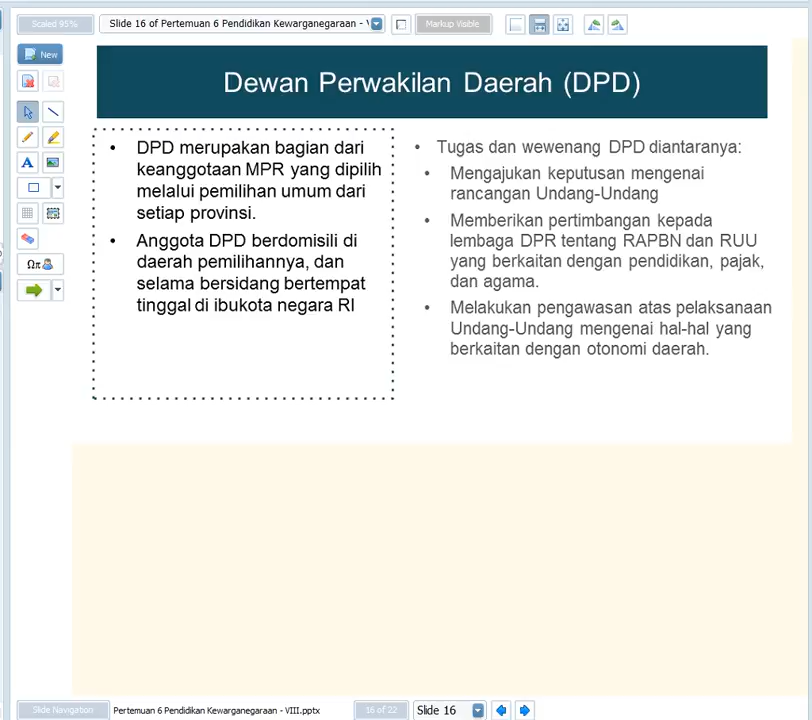 Scaled 95%
Slide 16 of Pertemuan 6 Pendidikan Kewarganegaraan - V
Markup Visible
New
Dewan Perwakilan Daerah (DPD)
• DPD merupakan bagian dari
keanggotaan MPR yang dipilih
melalui pemilihan umum dari
setiap provinsi.
• Anggota DPD berdomisili di
daerah pemilihannya, dan
selama bersidang bertempat
tinggal di ibukota negara RI
• Tugas dan wewenang DPD diantaranya:
• Mengajukan keputusan mengenai
rancangan Undang-Undang
• Memberikan pertimbangan kepada
lembaga DPR tentang RAPBN dan RUU
yang berkaitan dengan pendidikan, pajak,
dan agama.
• Melakukan pengawasan atas pelaksanaan
Undang-Undang mengenai hal-hal yang
berkaitan dengan otonomi daerah.
A
Ωπ
Slide Navigation
Pertemuan 6 Pendidikan Kewarganegaraan - VIII.pptx
16 of 22
Slide 16